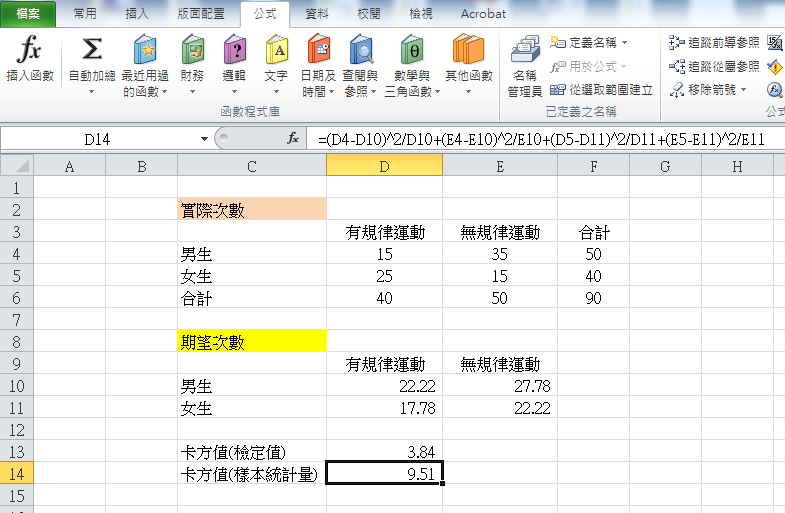 檔案 常用 插入 版面配置 公式 資料 校閱 檢視 Acrobat
fx Σ ? A θ
插入函數 自動加總 最近用過的函數 財務 邏輯 文字 日期及時間 查閱與參照 數學與三角函數 其他函數 名稱管理員 定義名稱 追蹤前導參照
用於公式 追蹤從屬參照
從選取範圍建立 移除箭號
函數程式庫 已定義之名稱 公式
D14 fx =(D4-D10)^2/D10+(E4-E10)^2/E10+(D5-D11)^2/D11+(E5-E11)^2/E11
A B C D E F G H
1
2 實際次數
3 有規律運動 無規律運動 合計
4 男生 15 35 50
5 女生 25 15 40
6 合計 40 50 90
7
8 期望次數
9 有規律運動 無規律運動
10 男生 22.22 27.78
11 女生 17.78 22.22
12
13 卡方值(檢定值) 3.84
14 卡方值(樣本統計量) 9.51
15